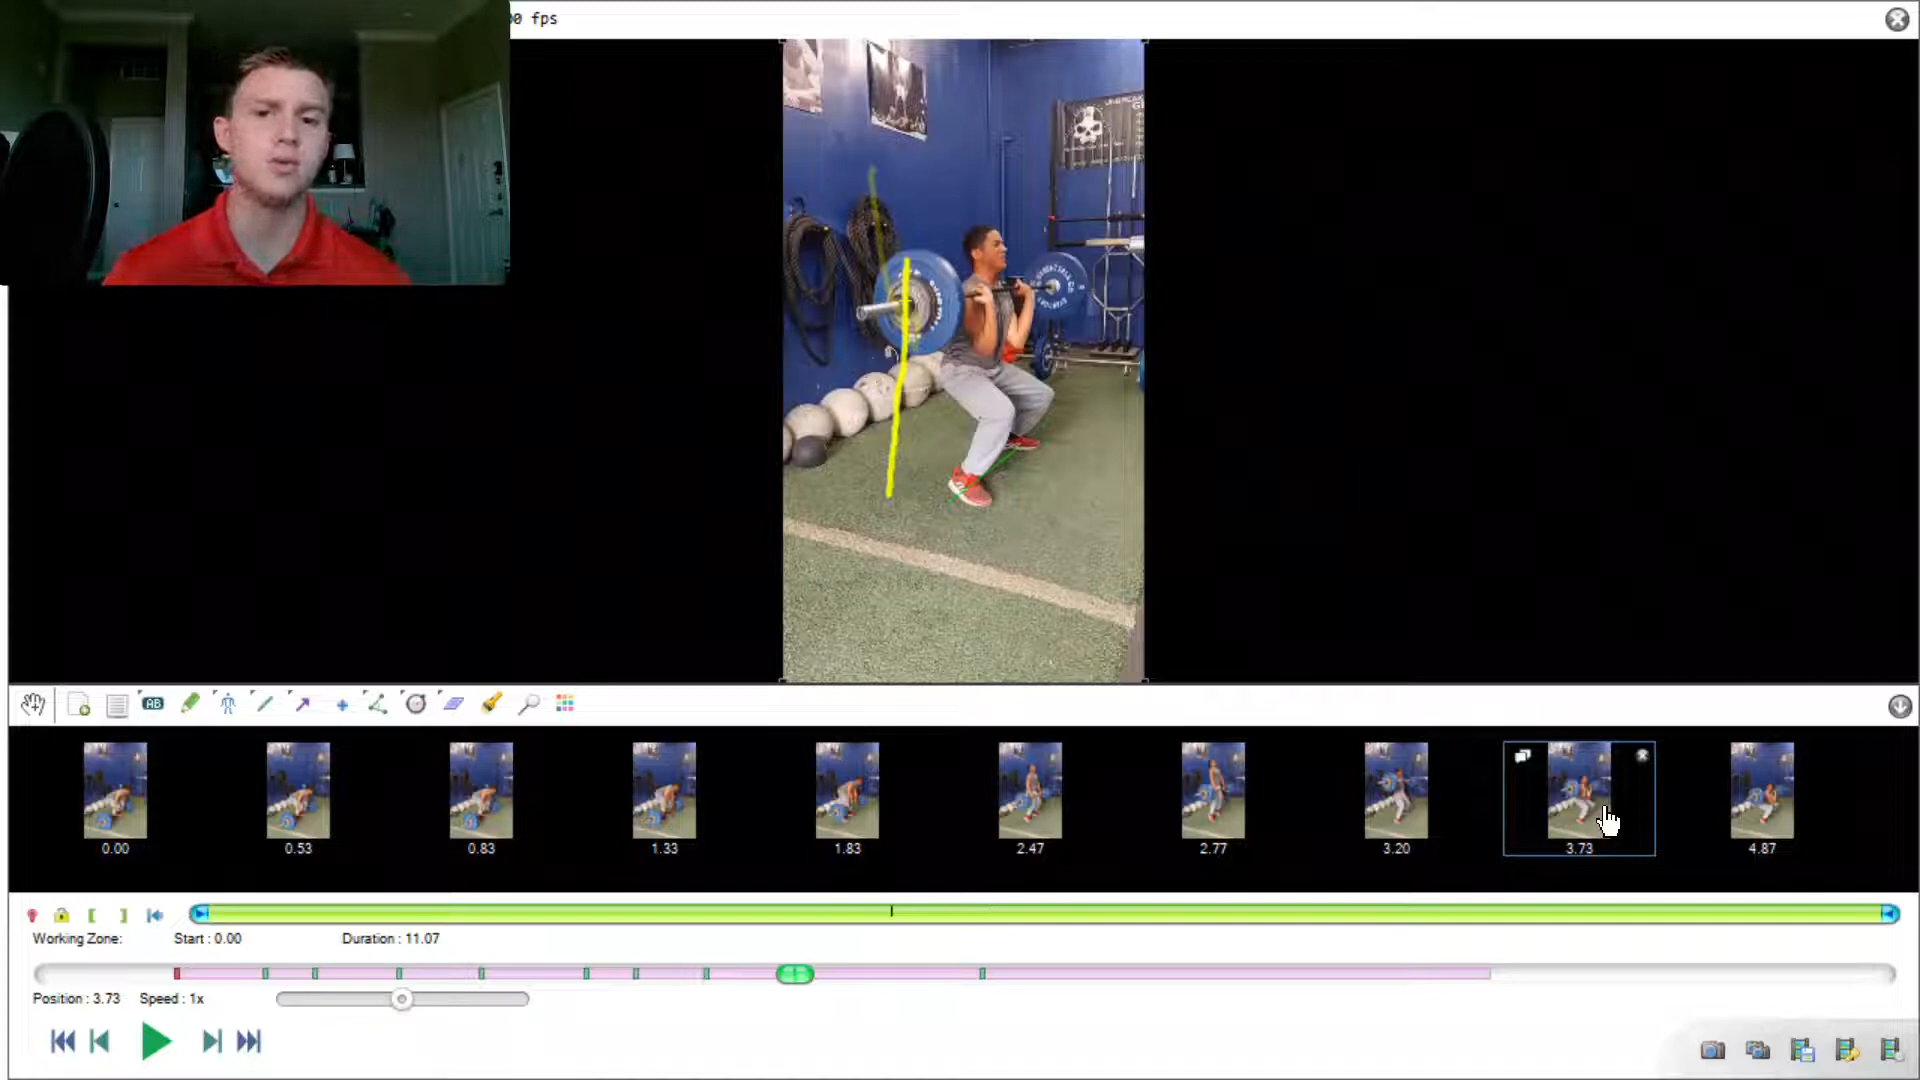 fps
AB
0.00
0.53
0.83
1.33
1.83
2.47
2.77
3.20
3.73
4.87
Working Zone:
Start : 0.00
Duration : 11.07
Position : 3.73
Speed : 1x